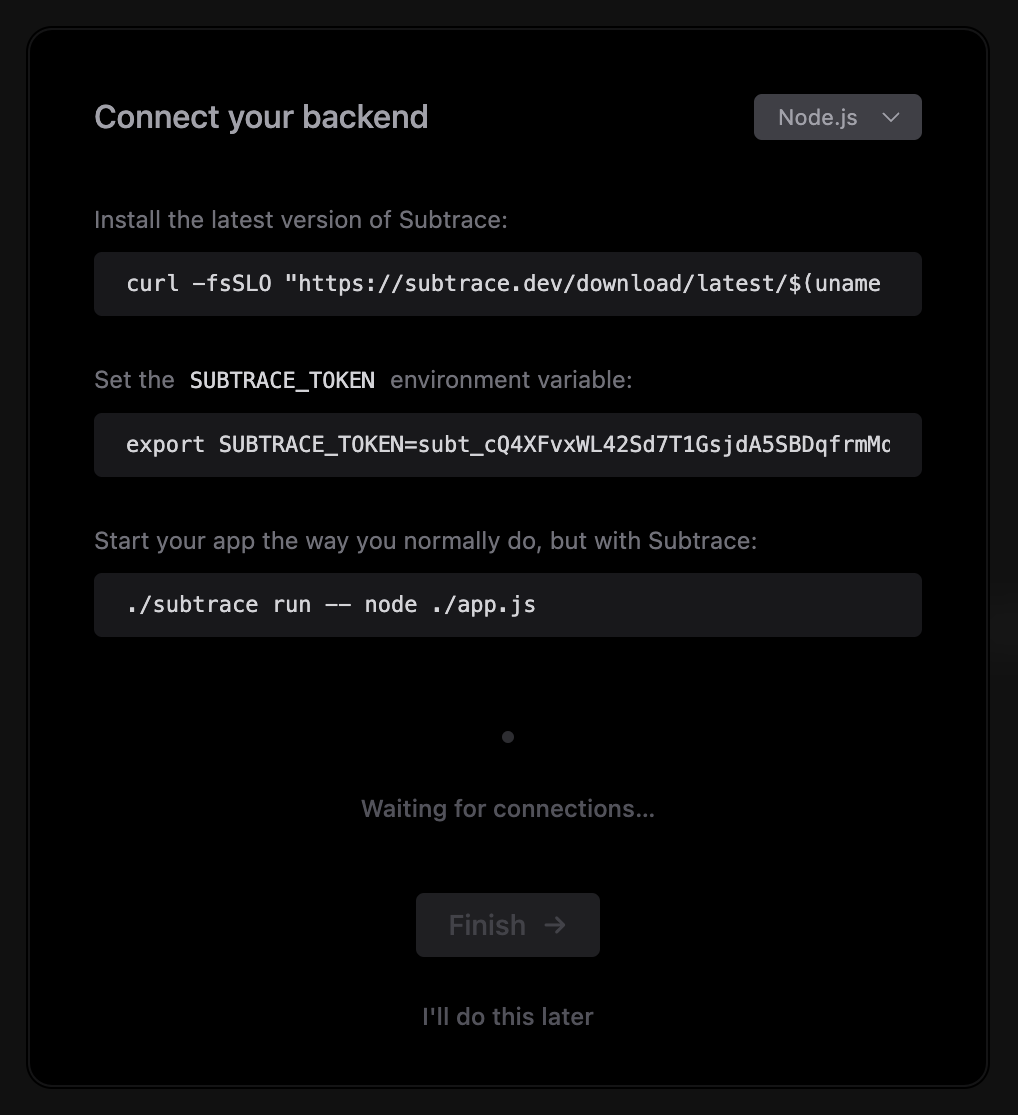 Connect your backend
Node.js
Install the latest version of Subtrace:
curl -fsSLO "https://subtrace.dev/download/latest/$(uname
Set the SUBTRACE_TOKEN environment variable:
export SUBTRACE_TOKEN=subt_cQ4XFvxWL42Sd7T1GsjdA5SBDqfrmMc
Start your app the way you normally do, but with Subtrace:
./subtrace run -- node ./app.js
Waiting for connections...
Finish →
I'll do this later